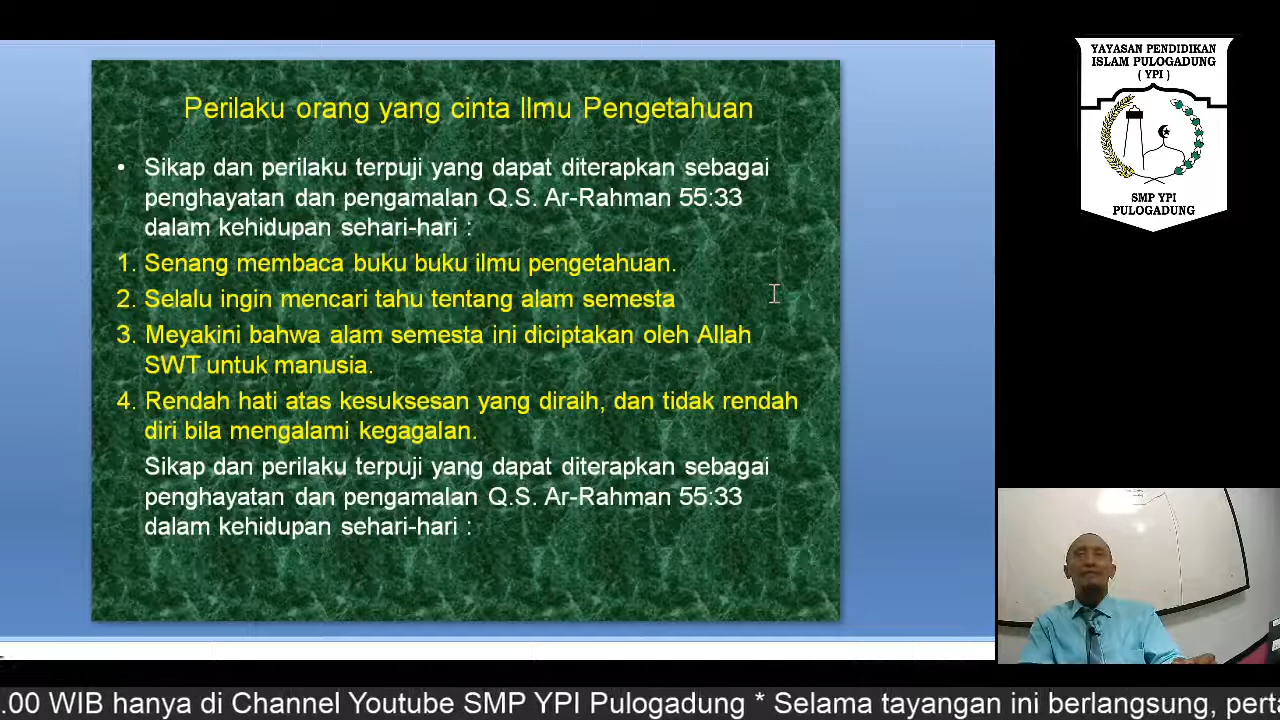 Perilaku orang yang cinta Ilmu Pengetahuan
• Sikap dan perilaku terpuji yang dapat diterapkan sebagai
penghayatan dan pengamalan Q.S. Ar-Rahman 55:33
dalam kehidupan sehari-hari :
1. Senang membaca buku buku ilmu pengetahuan.
2. Selalu ingin mencari tahu tentang alam semesta
3. Meyakini bahwa alam semesta ini diciptakan oleh Allah
SWT untuk manusia.
4. Rendah hati atas kesuksesan yang diraih, dan tidak rendah
diri bila mengalami kegagalan.
Sikap dan perilaku terpuji yang dapat diterapkan sebagai
penghayatan dan pengamalan Q.S. Ar-Rahman 55:33
dalam kehidupan sehari-hari :
YAYASAN PENDIDIKAN
ISLAM PULOGADUNG
( YPI )
SMP YPI
PULOGADUNG
.00 WIB hanya di Channel Youtube SMP YPI Pulogadung * Selama tayangan ini berlangsung, perta